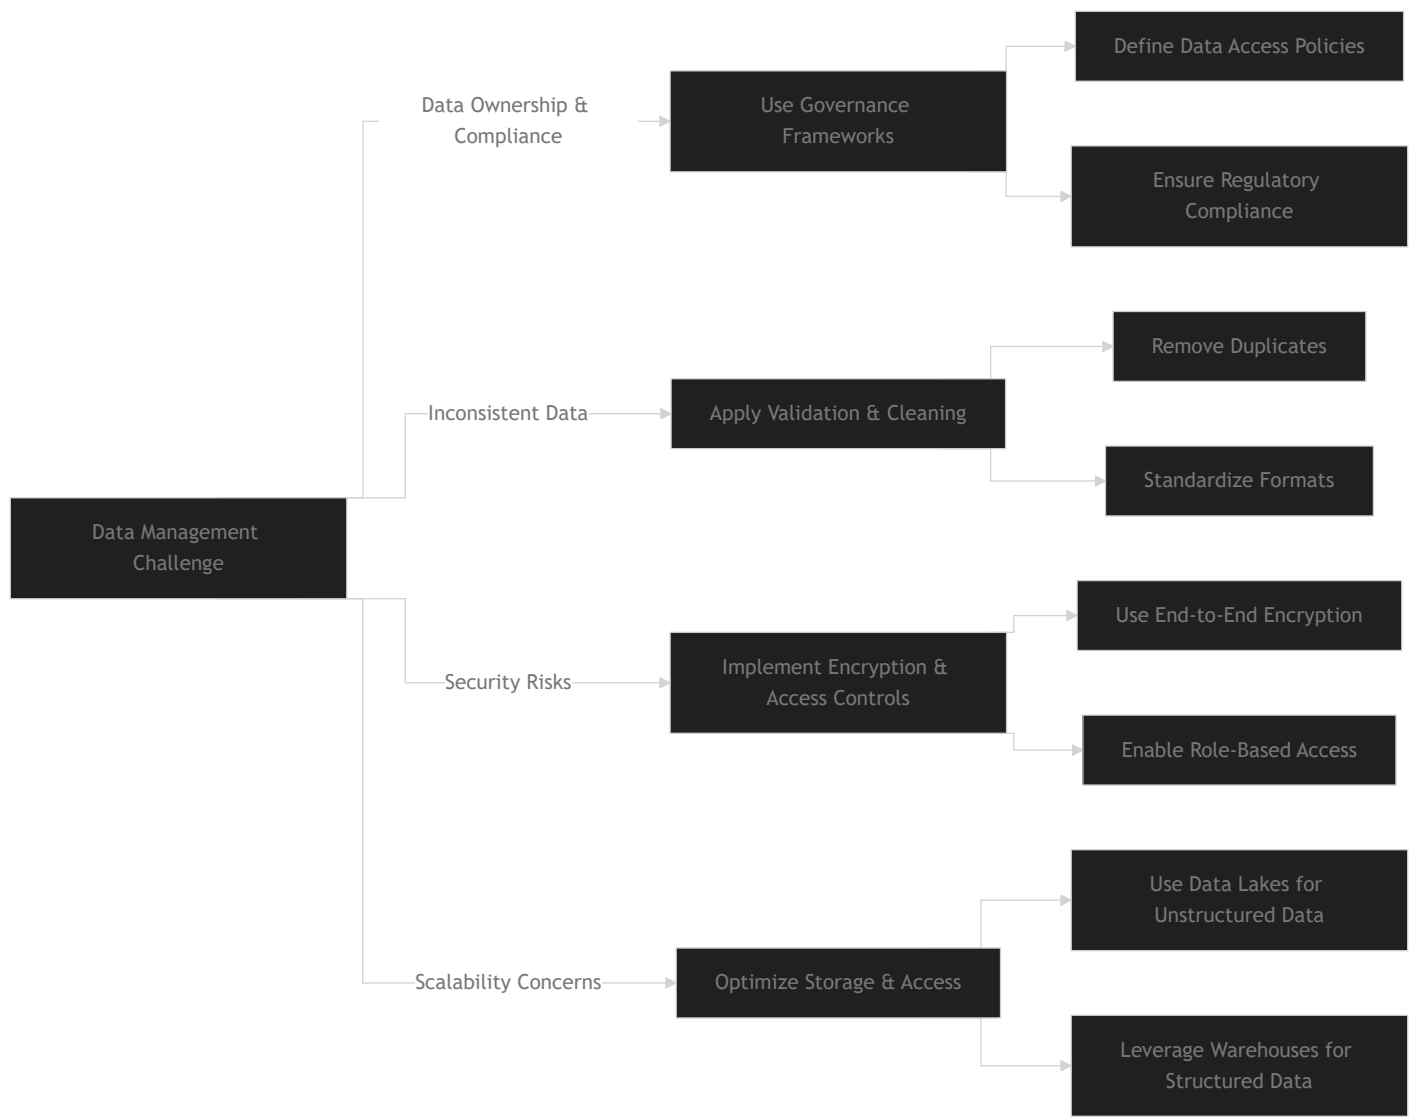 Data Management
Challenge
Data Ownership &
Compliance
Use Governance
Frameworks
Define Data Access Policies
Ensure Regulatory
Compliance
Inconsistent Data
Apply Validation & Cleaning
Remove Duplicates
Standardize Formats
Security Risks
Implement Encryption &
Access Controls
Use End-to-End Encryption
Enable Role-Based Access
Scalability Concerns
Optimize Storage & Access
Use Data Lakes for
Unstructured Data
Leverage Warehouses for
Structured Data